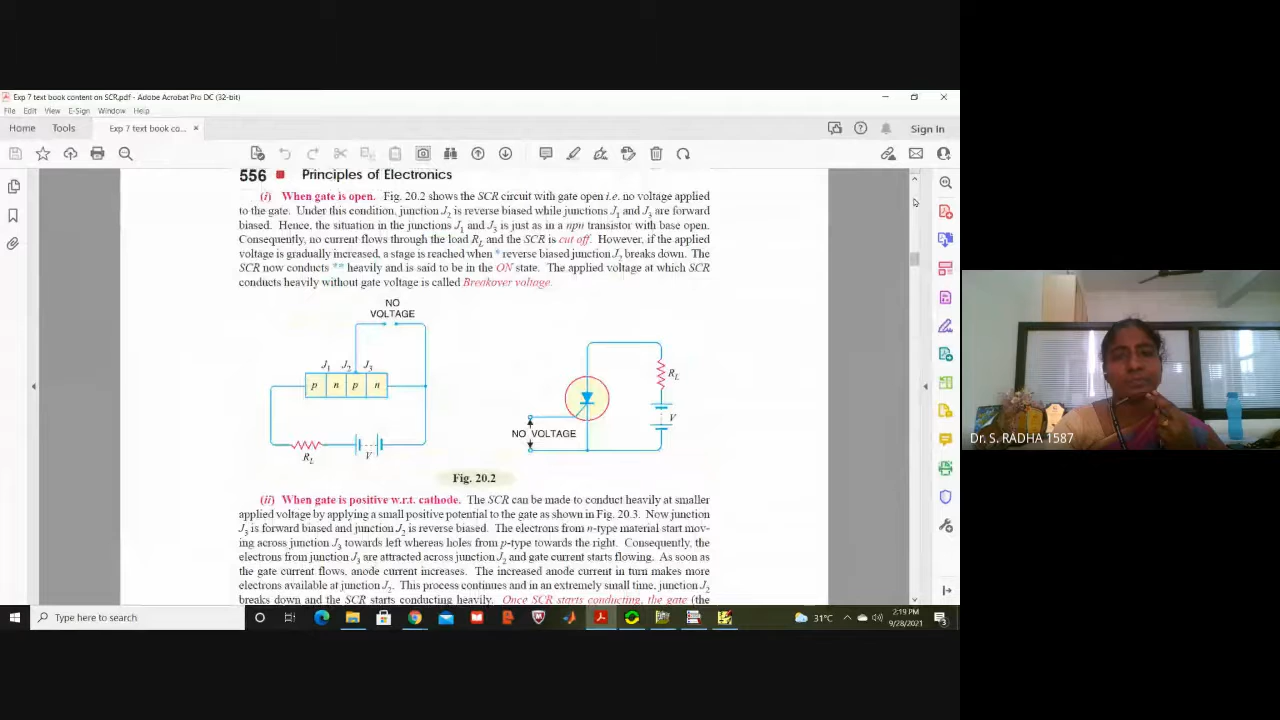 Exp 7 text book content on SCR.pdf - Adobe Acrobat Pro DC (32-bit)
File Edit View E-Sign Window Help
Home Tools Exp 7 text book co... × Sign In
556 Principles of Electronics
(i) When gate is open. Fig. 20.2 shows the SCR circuit with gate open i.e. no voltage applied
to the gate. Under this condition, junction J2 is reverse biased while junctions J1 and J3 are forward
biased. Hence, the situation in the junctions J1 and J3 is just as in a npn transistor with base open.
Consequently, no current flows through the load RL and the SCR is cut off. However, if the applied
voltage is gradually increased, a stage is reached when * reverse biased junction J2 breaks down. The
SCR now conducts ** heavily and is said to be in the ON state. The applied voltage at which SCR
conducts heavily without gate voltage is called Breakover voltage.
NO
VOLTAGE
J1 J2 J3
p n p n
RL V
RL
V
NO VOLTAGE
Fig. 20.2
(ii) When gate is positive w.r.t. cathode. The SCR can be made to conduct heavily at smaller
applied voltage by applying a small positive potential to the gate as shown in Fig. 20.3. Now junction
J3 is forward biased and junction J2 is reverse biased. The electrons from n-type material start mov-
ing across junction J3 towards left whereas holes from p-type towards the right. Consequently, the
electrons from junction J3 are attracted across junction J2 and gate current starts flowing. As soon as
the gate current flows, anode current increases. The increased anode current in turn makes more
electrons available at junction J2. This process continues and in an extremely small time, junction J2
breaks down and the SCR starts conducting heavily. Once SCR starts conducting, the gate (the
Dr. S. RADHA 1587
Type here to search
31°C
2:19 PM
9/28/2021
3